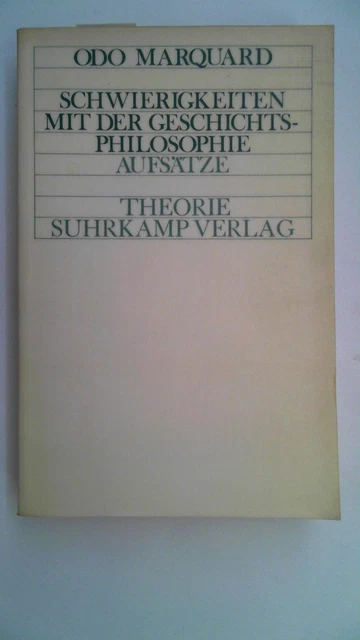 ODO MARQUARD
SCHWIERIGKEITEN
MIT DER GESCHICHTS-
PHILOSOPHIE
AUFSÄTZE
THEORIE
SUHRKAMP VERLAG